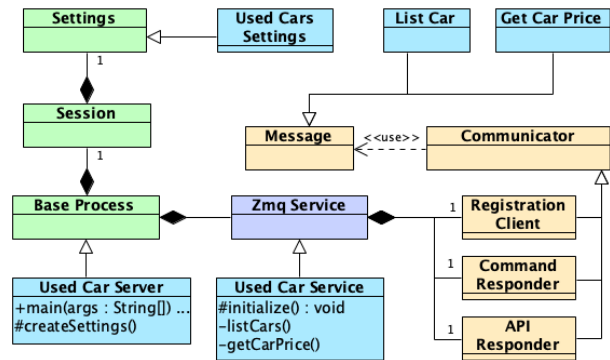 Settings
Used Cars
Settings
List Car
Get Car Price
1
Session
Message
<<use>>
Communicator
1
Base Process
Zmq Service
1
Registration
Client
Used Car Server
+main(args : String[]) ...
#createSettings()
Used Car Service
#initialize() : void
-listCars()
-getCarPrice()
1
Command
Responder
1
API
Responder